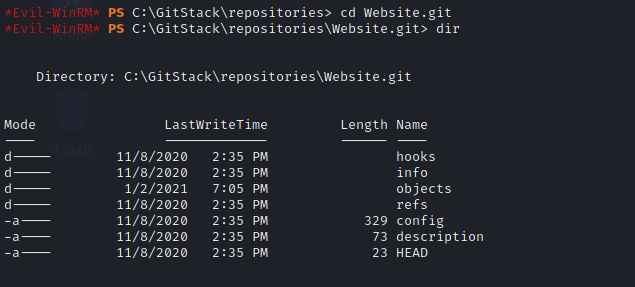 *Evil-WinRM* PS C:\GitStack\repositories> cd Website.git
*Evil-WinRM* PS C:\GitStack\repositories\Website.git> dir
Home
Directory: C:\GitStack\repositories\Website.git
Mode LastWriteTime Length Name
---- ------------- ------ ----
d----- 11/8/2020 2:35 PM hooks
d----- 11/8/2020 2:35 PM info
Trash
d----- 1/2/2021 7:05 PM objects
d----- 11/8/2020 2:35 PM refs
-a---- 11/8/2020 2:35 PM 329 config
-a---- 11/8/2020 2:35 PM 73 description
-a---- 11/8/2020 2:35 PM 23 HEAD